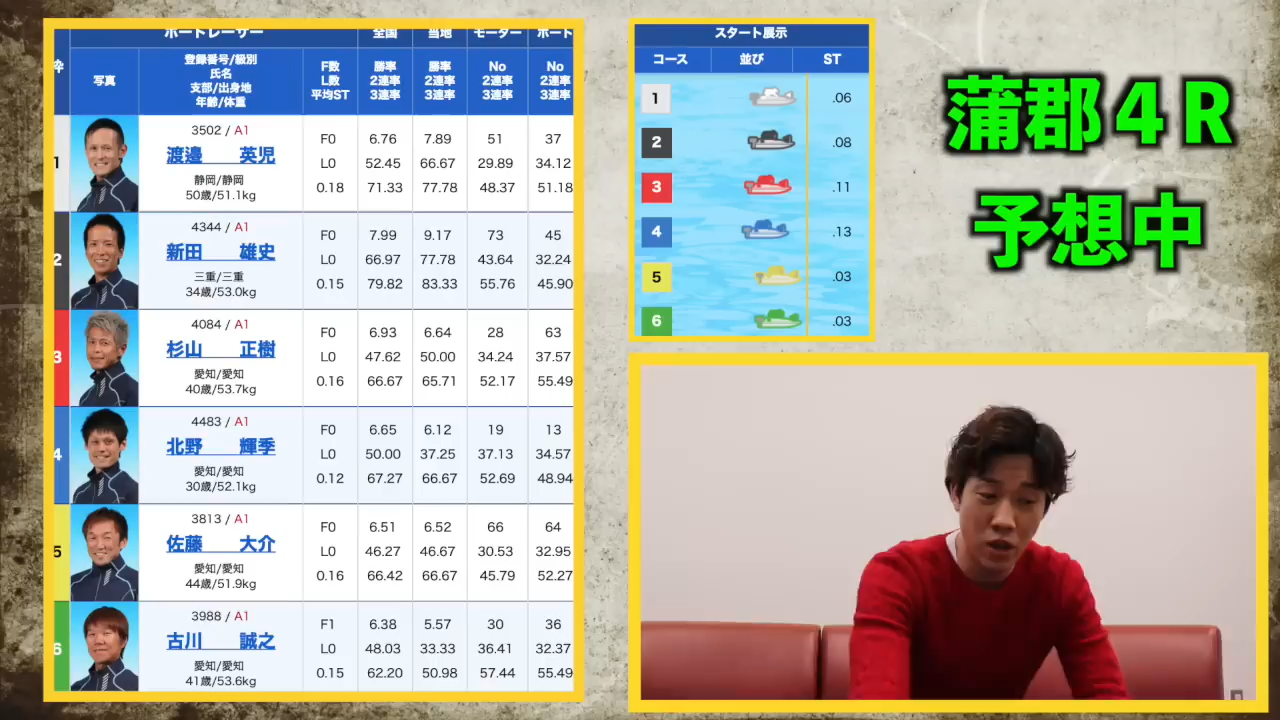 ボートレーサー 全国 当地 モーター ボート
枠 写真 登録番号/級別 氏名 支部/出身地 年齢/体重 F数 L数 平均ST 勝率 2連率 3連率 勝率 2連率 3連率 No 2連率 3連率 No 2連率 3連率
1
3502 / A1
渡邉 英児
静岡/静岡
50歳/51.1kg
F0 6.76 7.89 51 37
L0 52.45 66.67 29.89 34.12
0.18 71.33 77.78 48.37 51.18
2
4344 / A1
新田 雄史
三重/三重
34歳/53.0kg
F0 7.99 9.17 73 45
L0 66.97 77.78 43.64 32.24
0.15 79.82 83.33 55.76 45.90
3
4084 / A1
杉山 正樹
愛知/愛知
40歳/53.7kg
F0 6.93 6.64 28 63
L0 47.62 50.00 34.24 37.57
0.16 66.67 65.71 52.17 55.49
4
4483 / A1
北野 輝季
愛知/愛知
30歳/52.1kg
F0 6.65 6.12 19 13
L0 50.00 37.25 37.13 34.57
0.12 67.27 66.67 52.69 48.94
5
3813 / A1
佐藤 大介
愛知/愛知
44歳/51.9kg
F0 6.51 6.52 66 64
L0 46.27 46.67 30.53 32.95
0.16 66.42 66.67 45.79 52.27
6
3988 / A1
古川 誠之
愛知/愛知
41歳/53.6kg
F1 6.38 5.57 30 36
L0 48.03 33.33 36.41 32.37
0.15 62.20 50.98 57.44 55.49
スタート展示
コース 並び ST
1 .06
2 .08
3 .11
4 .13
5 .03
6 .03
蒲郡４Ｒ
予想中